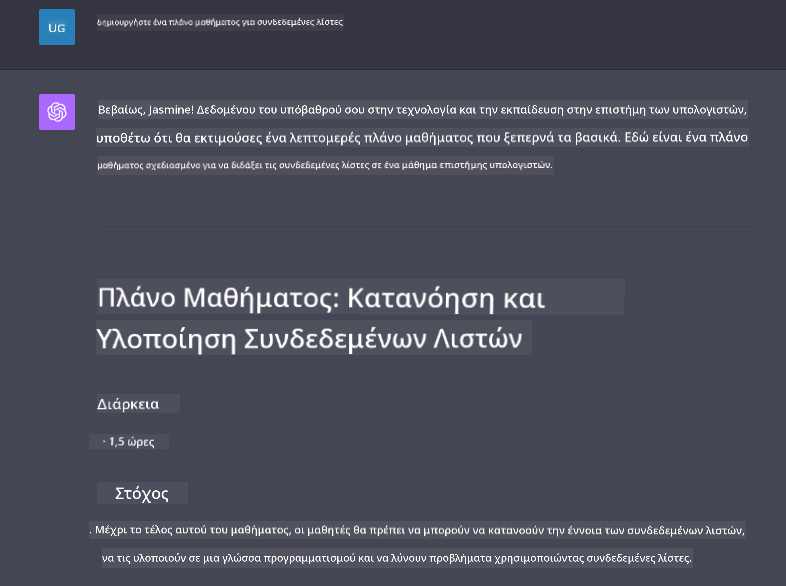 UG
δημιουργήστε ένα πλάνο μαθήματος για συνδεδεμένες λίστες
Βεβαίως, Jasmine! Δεδομένου του υπόβαθρού σου στην τεχνολογία και την εκπαίδευση στην επιστήμη των υπολογιστών,
υποθέτω ότι θα εκτιμούσες ένα λεπτομερές πλάνο μαθήματος που ξεπερνά τα βασικά. Εδώ είναι ένα πλάνο
μαθήματος σχεδιασμένο για να διδάξει τις συνδεδεμένες λίστες σε ένα μάθημα επιστήμης υπολογιστών.
Πλάνο Μαθήματος: Κατανόηση και
Υλοποίηση Συνδεδεμένων Λιστών
Διάρκεια
· 1,5 ώρες
Στόχος
. Μέχρι το τέλος αυτού του μαθήματος, οι μαθητές θα πρέπει να μπορούν να κατανοούν την έννοια των συνδεδεμένων λιστών,
να τις υλοποιούν σε μια γλώσσα προγραμματισμού και να λύνουν προβλήματα χρησιμοποιώντας συνδεδεμένες λίστες.